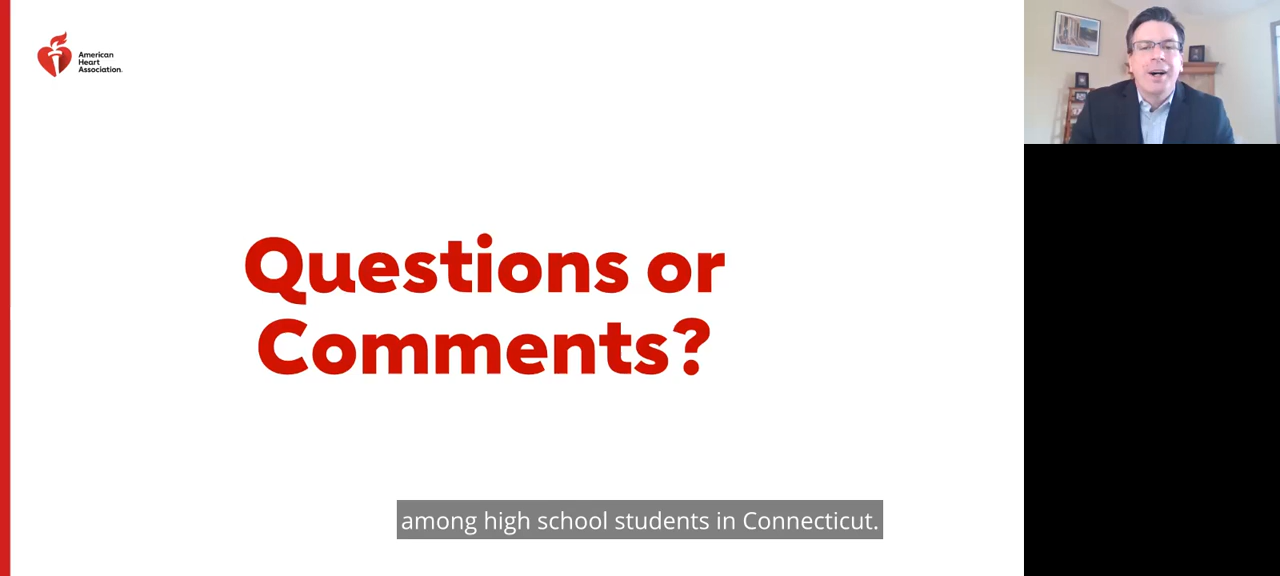 American
Heart
Association.
Questions or
Comments?
among high school students in Connecticut.